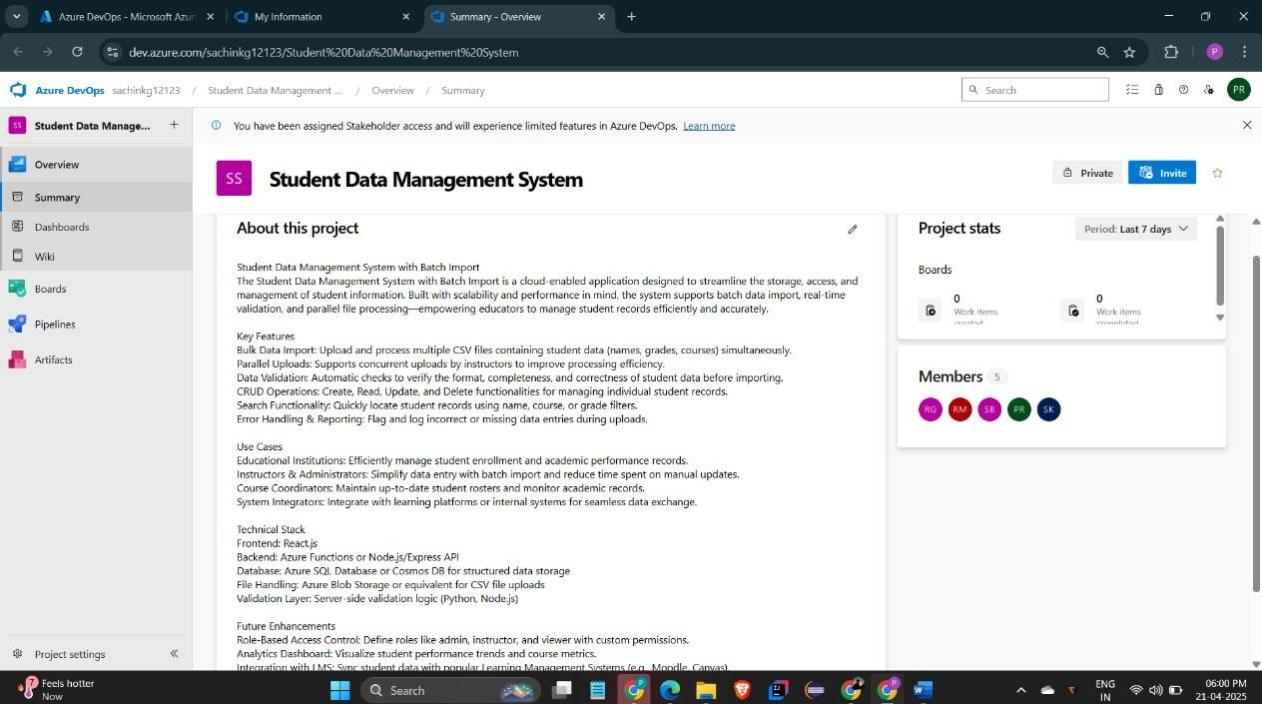 Azure DevOps - Microsoft Azur
My Information
Summary - Overview
dev.azure.com/sachinkg12123/Student%20Data%20Management%20System
P
Azure DevOps sachinkg12123 / Student Data Management ... / Overview / Summary
Search
PR
SS Student Data Manage...
You have been assigned Stakeholder access and will experience limited features in Azure DevOps. Learn more
Overview
Summary
Dashboards
Wiki
Boards
Pipelines
Artifacts
Project settings
SS Student Data Management System
Private
Invite
About this project
Student Data Management System with Batch Import
The Student Data Management System with Batch Import is a cloud-enabled application designed to streamline the storage, access, and
management of student information. Built with scalability and performance in mind, the system supports batch data import, real-time
validation, and parallel file processing—empowering educators to manage student records efficiently and accurately.
Key Features
Bulk Data Import: Upload and process multiple CSV files containing student data (names, grades, courses) simultaneously.
Parallel Uploads: Supports concurrent uploads by instructors to improve processing efficiency.
Data Validation: Automatic checks to verify the format, completeness, and correctness of student data before importing.
CRUD Operations: Create, Read, Update, and Delete functionalities for managing individual student records.
Search Functionality: Quickly locate student records using name, course, or grade filters.
Error Handling & Reporting: Flag and log incorrect or missing data entries during uploads.
Use Cases
Educational Institutions: Efficiently manage student enrollment and academic performance records.
Instructors & Administrators: Simplify data entry with batch import and reduce time spent on manual updates.
Course Coordinators: Maintain up-to-date student rosters and monitor academic records.
System Integrators: Integrate with learning platforms or internal systems for seamless data exchange.
Technical Stack
Frontend: React.js
Backend: Azure Functions or Node.js/Express API
Database: Azure SQL Database or Cosmos DB for structured data storage
File Handling: Azure Blob Storage or equivalent for CSV file uploads
Validation Layer: Server-side validation logic (Python, Node.js)
Future Enhancements
Role-Based Access Control: Define roles like admin, instructor, and viewer with custom permissions.
Analytics Dashboard: Visualize student performance trends and course metrics.
Integration with LMS: Sync student data with popular Learning Management Systems (e.g., Moodle, Canvas).
Project stats
Period: Last 7 days
Boards
0
Work items
created
0
Work items
completed
Members 5
RG RM SB PR SK
7
Feels hotter
Now
Search
ENG
IN
06:00 PM
21-04-2025